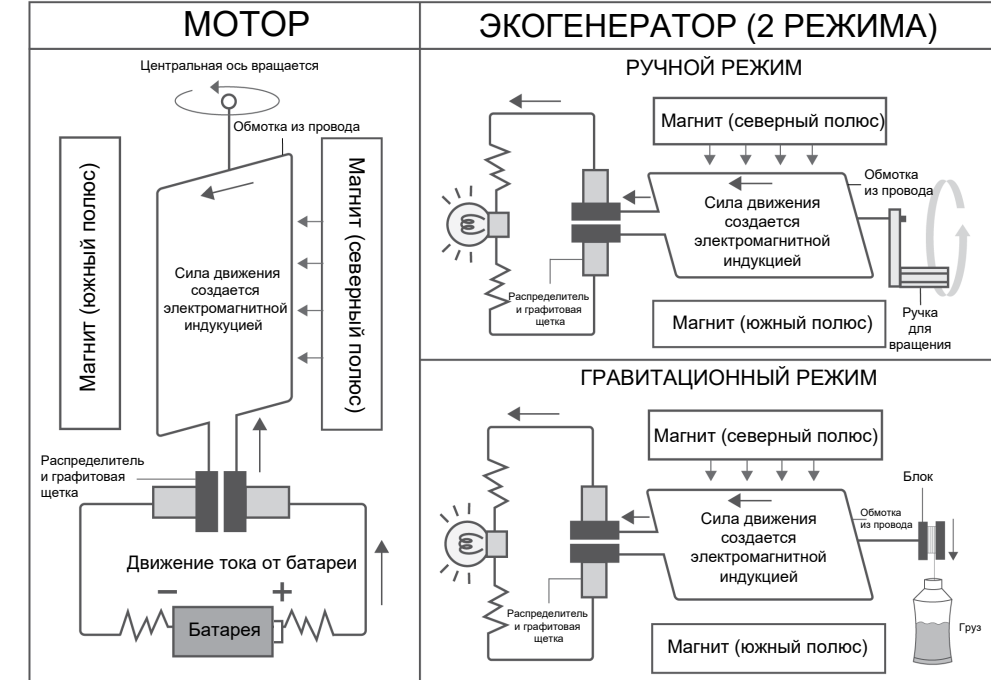 МОТОР
Центральная ось вращается
Обмотка из провода
Магнит (южный полюс)
Магнит (северный полюс)
Сила движения
создается
электромагнитной
индукуцией
Распределитель
и графитовая
щетка
Движение тока от батареи
− +
Батарея
ЭКОГЕНЕРАТОР (2 РЕЖИМА)
РУЧНОЙ РЕЖИМ
Магнит (северный полюс)
Обмотка
из провода
Сила движения
создается
электромагнитной
индукцией
Распределитель
и графитовая
щетка
Магнит (южный полюс)
Ручка
для
вращения
ГРАВИТАЦИОННЫЙ РЕЖИМ
Магнит (северный полюс)
Блок
Обмотка
из провода
Сила движения
создается
электромагнитной
индукцией
Распределитель
и графитовая
щетка
Груз
Магнит (южный полюс)